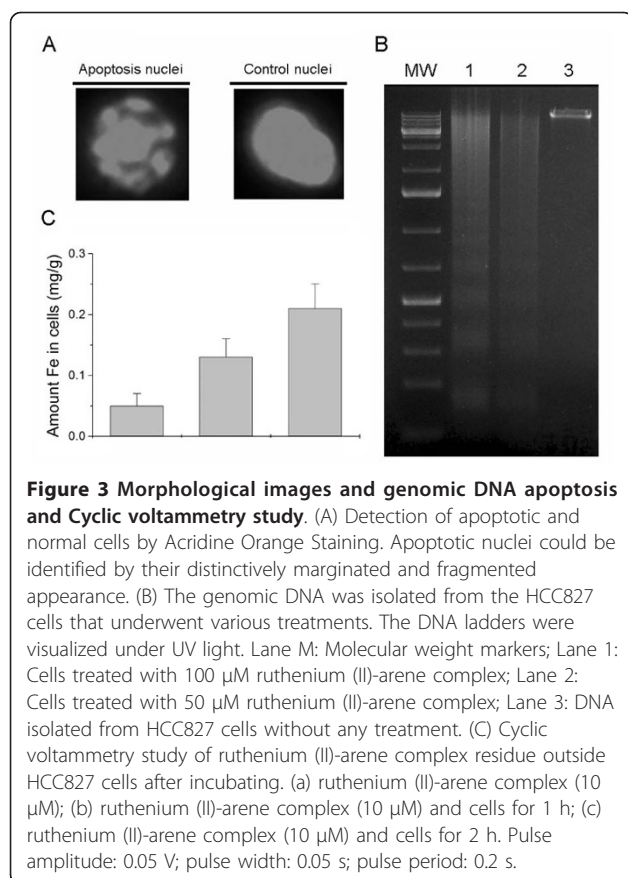 A
Apoptosis nuclei
Control nuclei
B
MW 1 2 3
C
Amount Fe in cells (mg/g)
0.3
0.2
0.1
0.0
Figure 3 Morphological images and genomic DNA apoptosis
and Cyclic voltammetry study. (A) Detection of apoptotic and
normal cells by Acridine Orange Staining. Apoptotic nuclei could be
identified by their distinctively marginated and fragmented
appearance. (B) The genomic DNA was isolated from the HCC827
cells that underwent various treatments. The DNA ladders were
visualized under UV light. Lane M: Molecular weight markers; Lane 1:
Cells treated with 100 μM ruthenium (II)-arene complex; Lane 2:
Cells treated with 50 μM ruthenium (II)-arene complex; Lane 3: DNA
isolated from HCC827 cells without any treatment. (C) Cyclic
voltammetry study of ruthenium (II)-arene complex residue outside
HCC827 cells after incubating. (a) ruthenium (II)-arene complex (10
μM); (b) ruthenium (II)-arene complex (10 μM) and cells for 1 h; (c)
ruthenium (II)-arene complex (10 μM) and cells for 2 h. Pulse
amplitude: 0.05 V; pulse width: 0.05 s; pulse period: 0.2 s.